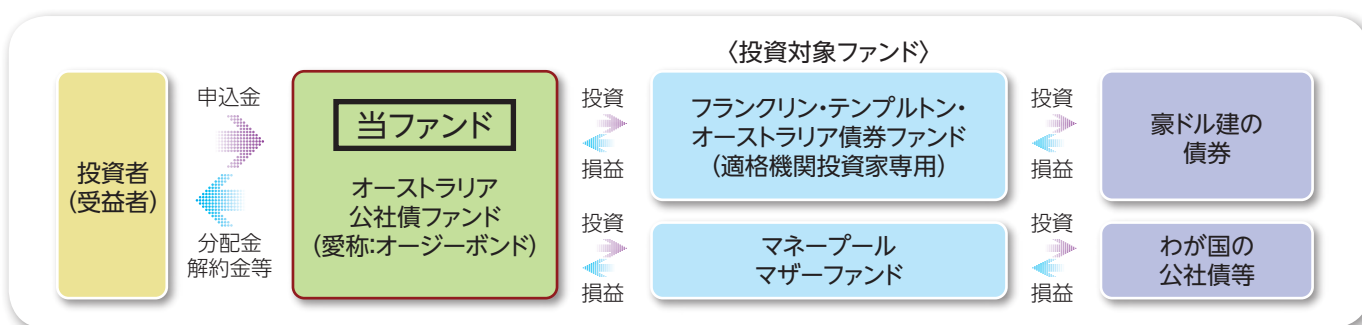 〈投資対象ファンド〉
投資者
(受益者)
申込金
分配金
解約金等
当ファンド
オーストラリア
公社債ファンド
(愛称:オージーボンド)
投資
損益
フランクリン・テンプルトン・
オーストラリア債券ファンド
(適格機関投資家専用)
投資
損益
豪ドル建の
債券
投資
損益
マネープール
マザーファンド
投資
損益
わが国の
公社債等